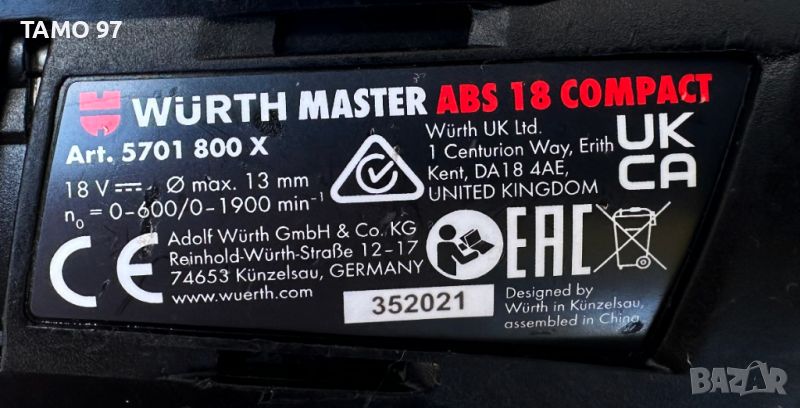 TAMO 97
WÜRTH MASTER ABS 18 COMPACT
Art. 5701 800 X
18 V Ø max. 13 mm
n₀ = 0-600/0-1900 min⁻¹
Würth UK Ltd.
1 Centurion Way, Erith
Kent, DA18 4AE,
UNITED KINGDOM
UK
CA
CE
Adolf Würth GmbH & Co. KG
Reinhold-Würth-Straße 12-17
74653 Künzelsau, GERMANY
www.wuerth.com
352021
EAC
Designed by
Würth in Künzelsau,
assembled in China
BAZAR